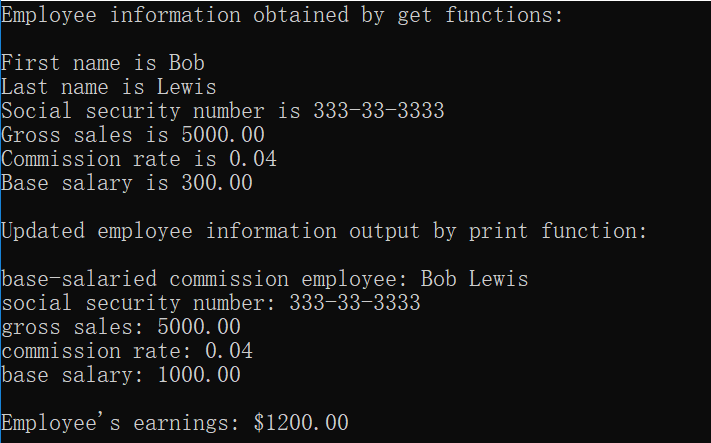 Employee information obtained by get functions:
First name is Bob
Last name is Lewis
Social security number is 333-33-3333
Gross sales is 5000.00
Commission rate is 0.04
Base salary is 300.00
Updated employee information output by print function:
base-salaried commission employee: Bob Lewis
social security number: 333-33-3333
gross sales: 5000.00
commission rate: 0.04
base salary: 1000.00
Employee's earnings: $1200.00